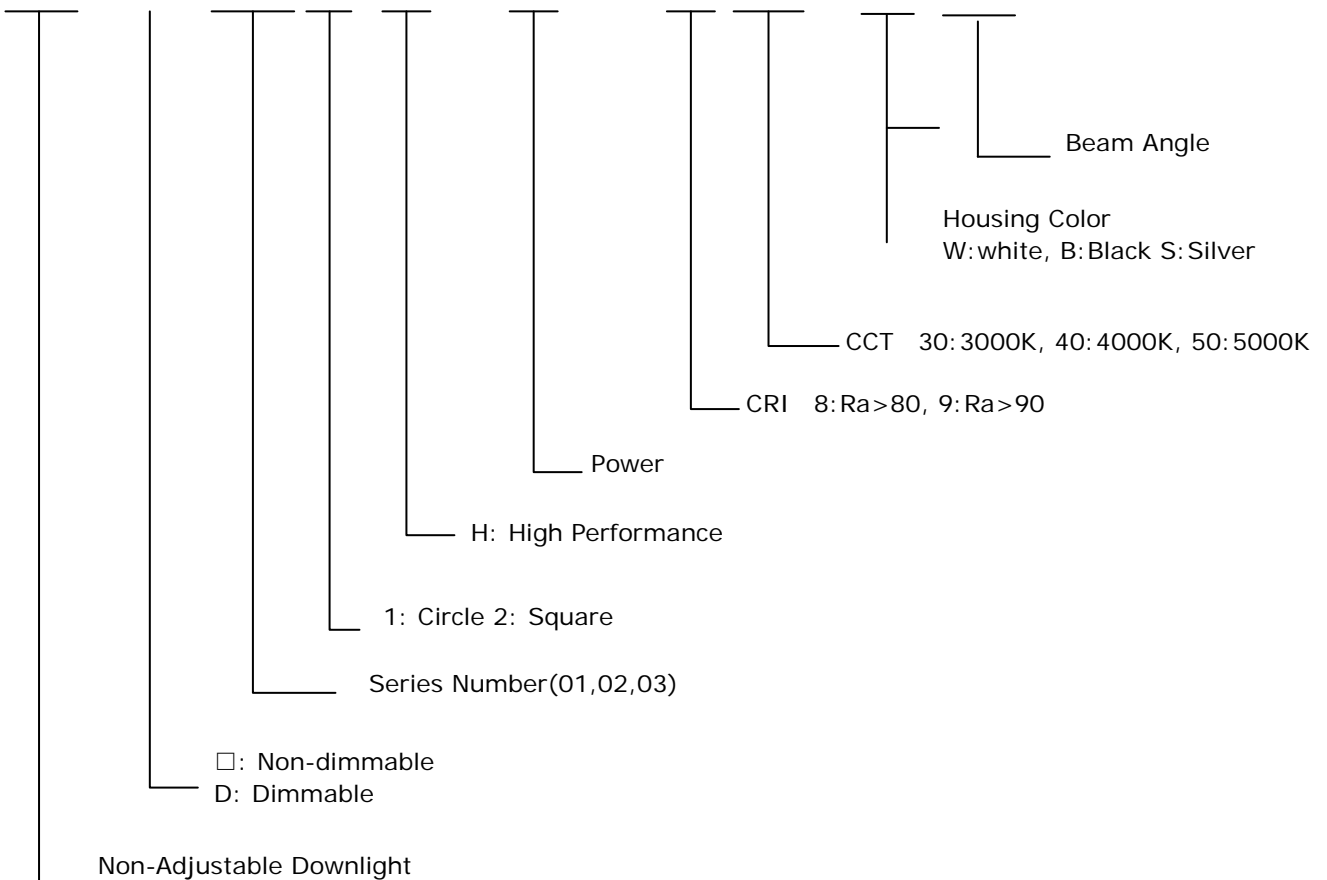 Beam Angle
Housing Color
W:white, B:Black S:Silver
CCT 30:3000K, 40:4000K, 50:5000K
CRI 8:Ra>80, 9:Ra>90
Power
H: High Performance
1: Circle 2: Square
Series Number(01,02,03)
□: Non-dimmable
D: Dimmable
Non-Adjustable Downlight